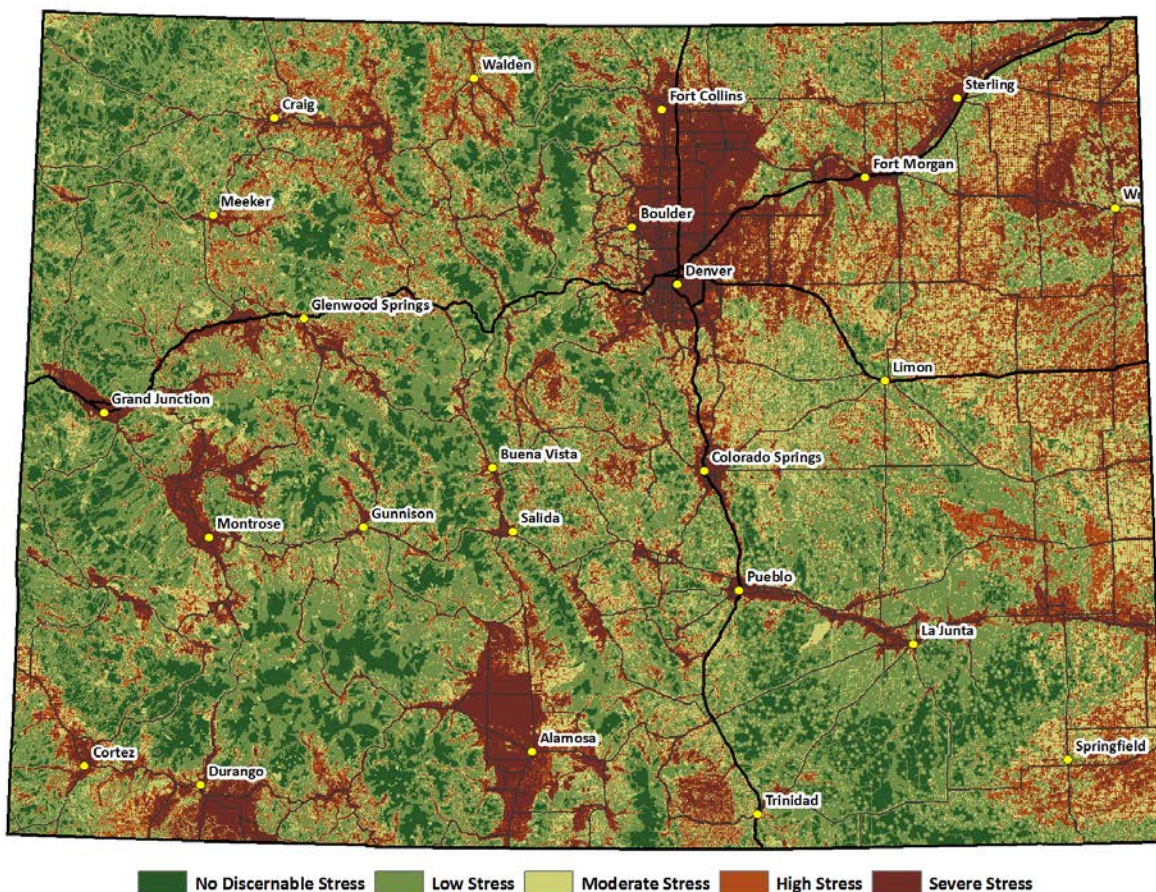 Walden
Sterling
Craig
Fort Collins
Fort Morgan
Meeker
Wr
Boulder
Denver
Glenwood Springs
Limon
Grand Junction
Buena Vista
Colorado Springs
Gunnison
Salida
Montrose
Pueblo
La Junta
Alamosa
Springfield
Cortez
Durango
Trinidad
No Discernable Stress Low Stress Moderate Stress High Stress Severe Stress